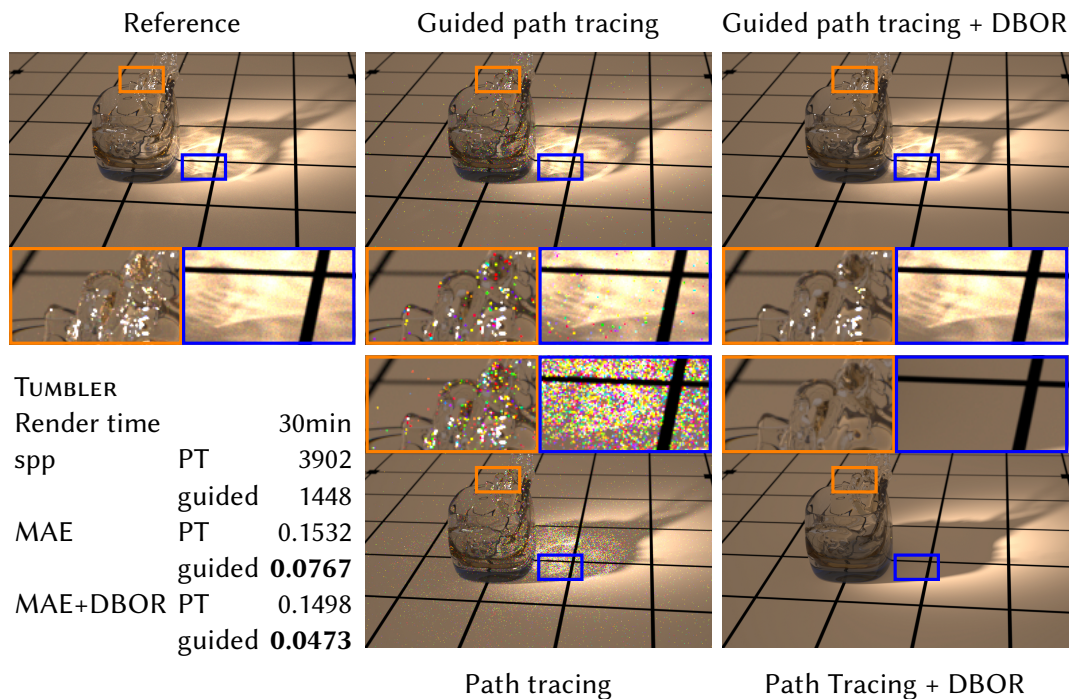 Reference
Guided path tracing
Guided path tracing + DBOR
TUMBLER
Render time 30min
spp PT 3902
guided 1448
MAE PT 0.1532
guided 0.0767
MAE+DBOR PT 0.1498
guided 0.0473
Path tracing
Path Tracing + DBOR